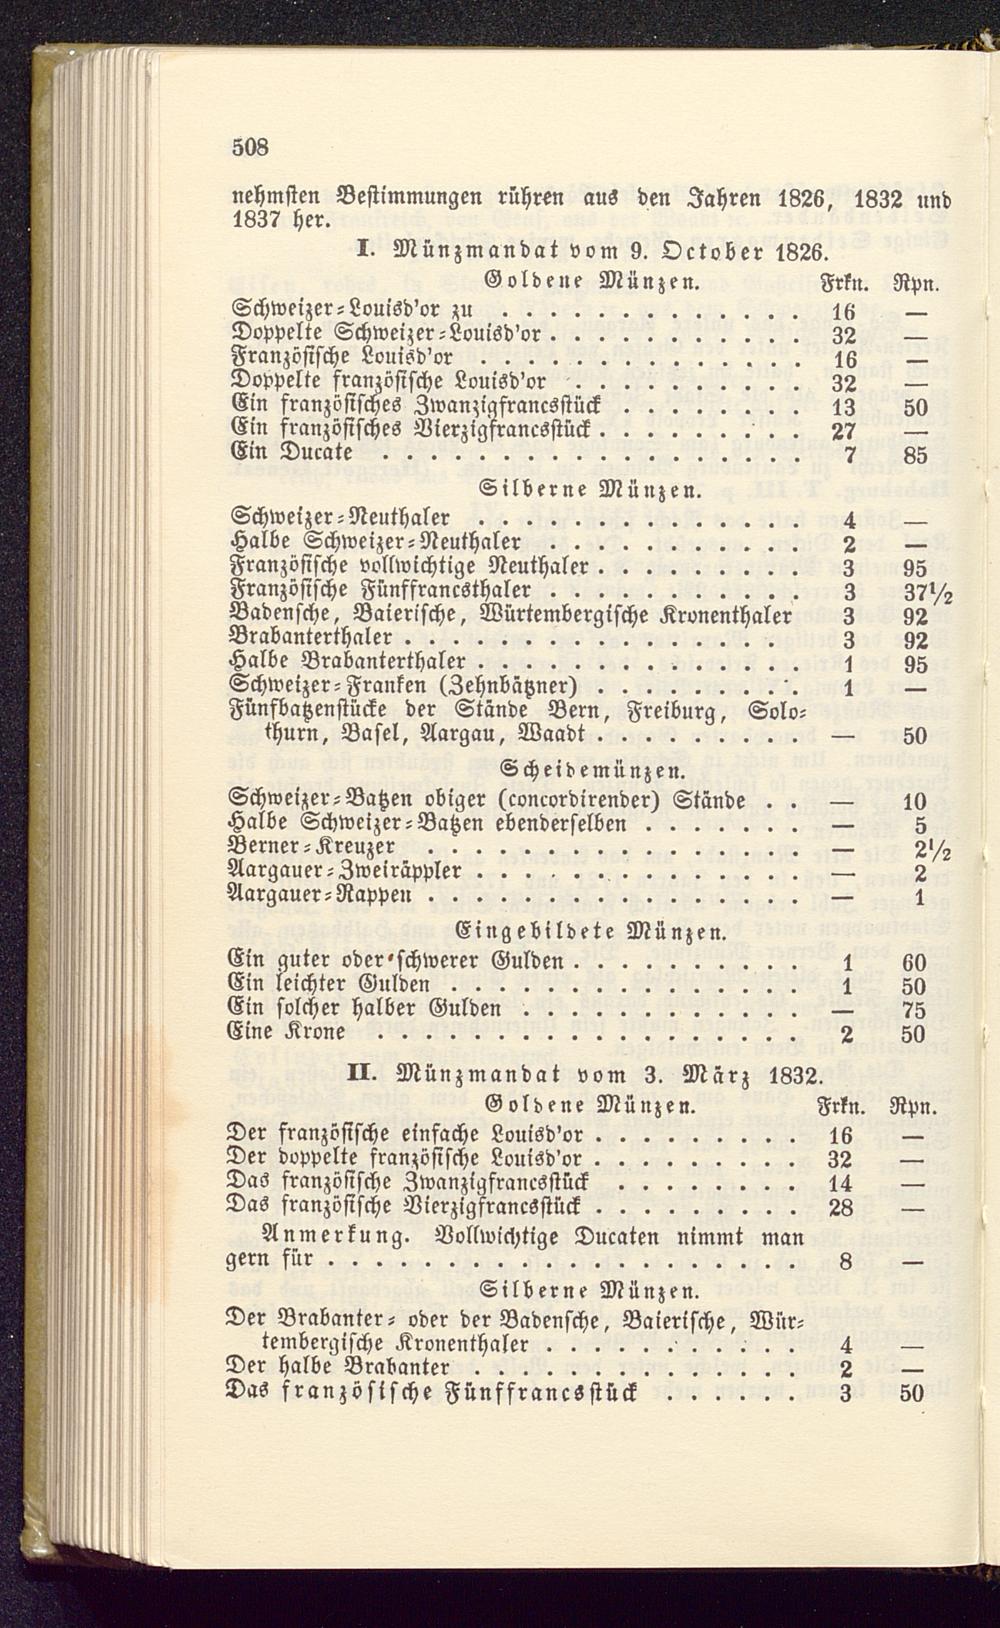 508
nehmsten Bestimmungen rühren aus den Jahren 1826, 1832 und
1837 her.
I. Münzmandat vom 9. October 1826.
Goldene Münzen. Frkn. Rpn.
Schweizer=Louisd'or zu . . . . . . . . . . . . . 16 —
Doppelte Schweizer=Louisd'or . . . . . . . . . . . 32 —
Französische Louisd'or . . . . . . . . . . . . . 16 —
Doppelte französische Louisd'or . . . . . . . . . . 32 —
Ein französisches Zwanzigfrancsstück . . . . . . . . 13 50
Ein französisches Vierzigfrancsstück . . . . . . . . . 27 —
Ein Ducate . . . . . . . . . . . . . . . . . . 7 85
Silberne Münzen.
Schweizer=Neuthaler . . . . . . . . . . . . . . 4 —
Halbe Schweizer=Neuthaler . . . . . . . . . . . 2 —
Französische vollwichtige Neuthaler . . . . . . . . . 3 95
Französische Fünffrancsthaler . . . . . . . . . . . 3 37½
Badensche, Baierische, Würtembergische Kronenthaler 3 92
Brabanterthaler . . . . . . . . . . . . . . . . 3 92
Halbe Brabanterthaler . . . . . . . . . . . . . . 1 95
Schweizer=Franken (Zehnbätzner) . . . . . . . . . 1 —
Fünfbatzenstücke der Stände Bern, Freiburg, Solo=
thurn, Basel, Aargau, Waadt . . . . . . . . . — 50
Scheidemünzen.
Schweizer=Batzen obiger (concordirender) Stände . . — 10
Halbe Schweizer=Batzen ebenderselben . . . . . . . — 5
Berner=Kreuzer . . . . . . . . . . . . . . . — 2½
Aargauer=Zweiräppler . . . . . . . . . . . . . . — 2
Aargauer=Rappen . . . . . . . . . . . . . . . . — 1
Eingebildete Münzen.
Ein guter oder schwerer Gulden . . . . . . . . . . 1 60
Ein leichter Gulden . . . . . . . . . . . . . . . 1 50
Ein solcher halber Gulden . . . . . . . . . . . . — 75
Eine Krone . . . . . . . . . . . . . . . . . . 2 50
II. Münzmandat vom 3. März 1832.
Goldene Münzen. Frkn. Rpn.
Der französische einfache Louisd'or . . . . . . . . . 16 —
Der doppelte französische Louisd'or . . . . . . . . . 32 —
Das französische Zwanzigfrancsstück . . . . . . . . 14 —
Das französische Vierzigfrancsstück . . . . . . . . . 28 —
Anmerkung. Vollwichtige Ducaten nimmt man
gern für . . . . . . . . . . . . . . . . . . . . 8 —
Silberne Münzen.
Der Brabanter= oder der Badensche, Baierische, Wür=
tembergische Kronenthaler . . . . . . . . . . . 4 —
Der halbe Brabanter . . . . . . . . . . . . . . 2 —
Das französische Fünffrancsstück . . . . . . 3 50